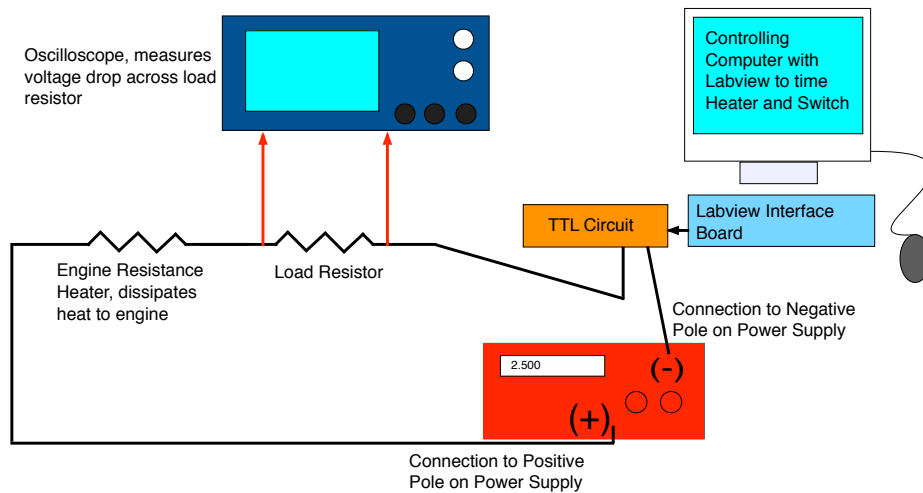 Oscilloscope, measures
voltage drop across load
resistor
Controlling
Computer with
Labview to time
Heater and Switch
TTL Circuit
Labview Interface
Board
Engine Resistance
Heater, dissipates
heat to engine
Load Resistor
Connection to Negative
Pole on Power Supply
2.500
(-)
(+)
Connection to Positive
Pole on Power Supply